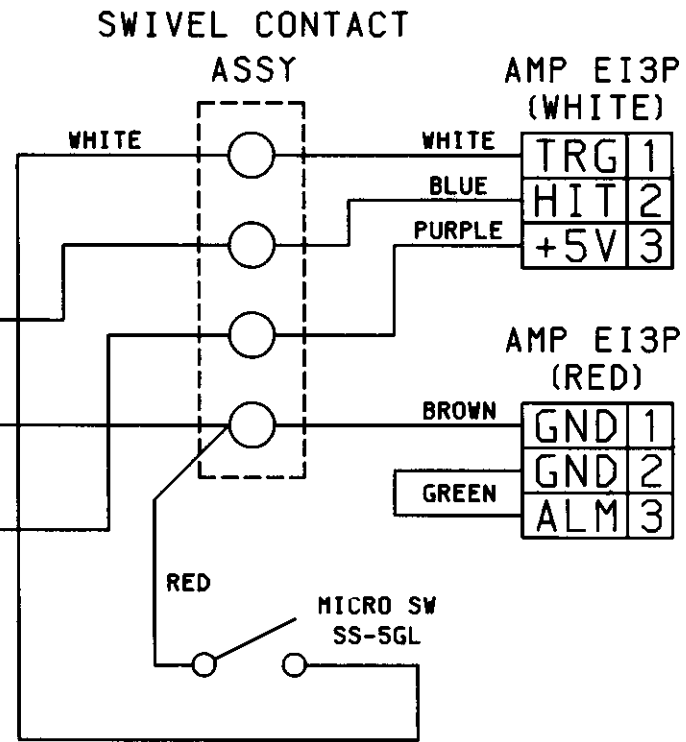 SWIVEL CONTACT
ASSY
AMP EI3P
(WHITE)
WHITE
WHITE
TRG 1
BLUE
HIT 2
PURPLE
+5V 3
AMP EI3P
(RED)
BROWN
GND 1
GND 2
GREEN
ALM 3
RED
MICRO SW
SS-5GL